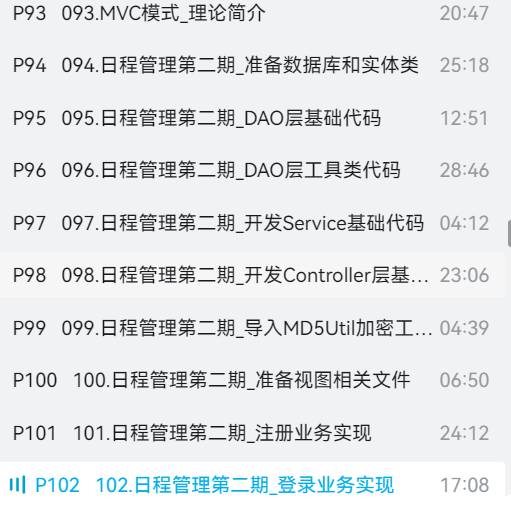 P93 093.MVC模式_理论简介 20:47
P94 094.日程管理第二期_准备数据库和实体类 25:18
P95 095.日程管理第二期_DAO层基础代码 12:51
P96 096.日程管理第二期_DAO层工具类代码 28:46
P97 097.日程管理第二期_开发Service基础代码 04:12
P98 098.日程管理第二期_开发Controller层基... 23:06
P99 099.日程管理第二期_导入MD5Util加密工... 04:39
P100 100.日程管理第二期_准备视图相关文件 06:50
P101 101.日程管理第二期_注册业务实现 24:12
P102 102.日程管理第二期_登录业务实现 17:08